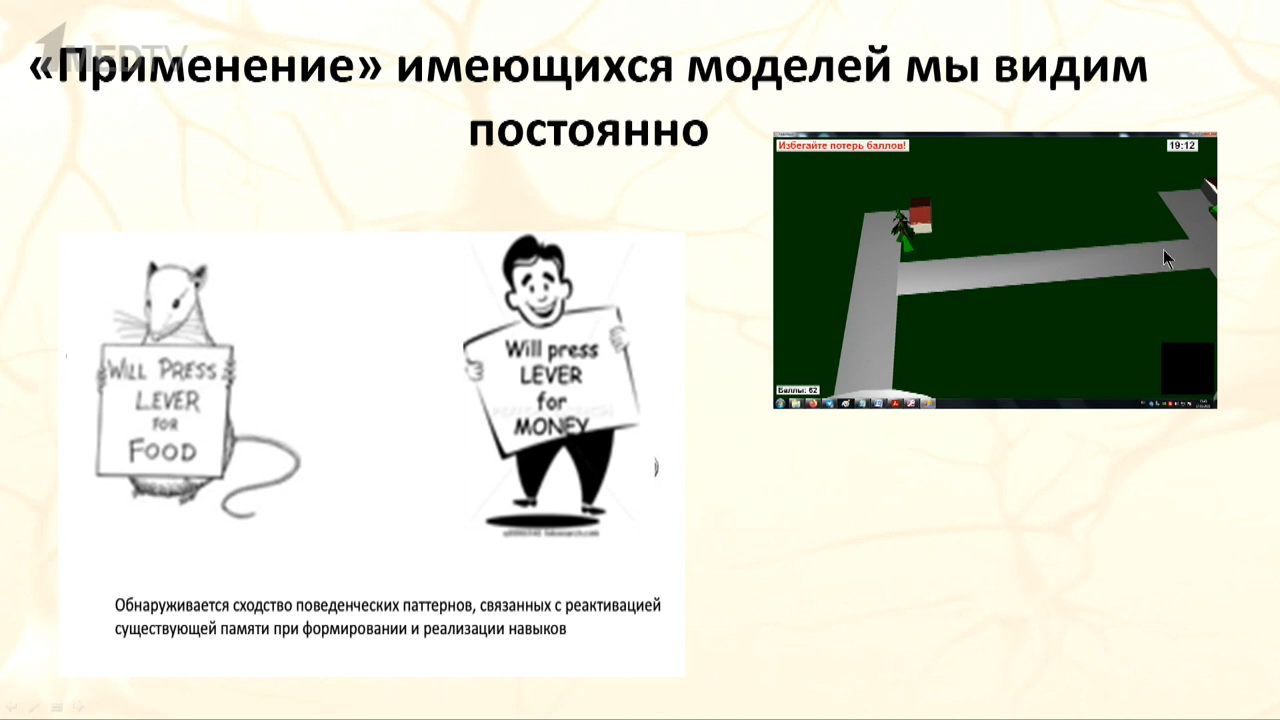 1MEDTV
«Применение» имеющихся моделей мы видим
постоянно
Избегайте потерь баллов!
19:12
WILL PRESS
LEVER
FOR
FOOD
Will press
LEVER
for
MONEY
Баллы: 62
Обнаруживается сходство поведенческих паттернов, связанных с реактивацией
существующей памяти при формировании и реализации навыков